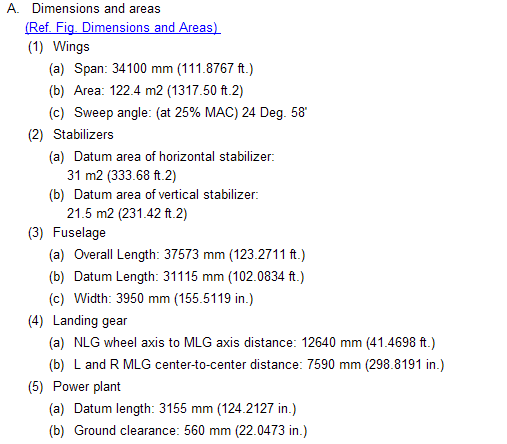 A. Dimensions and areas
(Ref. Fig. Dimensions and Areas)
(1) Wings
(a) Span: 34100 mm (111.8767 ft.)
(b) Area: 122.4 m2 (1317.50 ft.2)
(c) Sweep angle: (at 25% MAC) 24 Deg. 58'
(2) Stabilizers
(a) Datum area of horizontal stabilizer:
31 m2 (333.68 ft.2)
(b) Datum area of vertical stabilizer:
21.5 m2 (231.42 ft.2)
(3) Fuselage
(a) Overall Length: 37573 mm (123.2711 ft.)
(b) Datum Length: 31115 mm (102.0834 ft.)
(c) Width: 3950 mm (155.5119 in.)
(4) Landing gear
(a) NLG wheel axis to MLG axis distance: 12640 mm (41.4698 ft.)
(b) L and R MLG center-to-center distance: 7590 mm (298.8191 in.)
(5) Power plant
(a) Datum length: 3155 mm (124.2127 in.)
(b) Ground clearance: 560 mm (22.0473 in.)